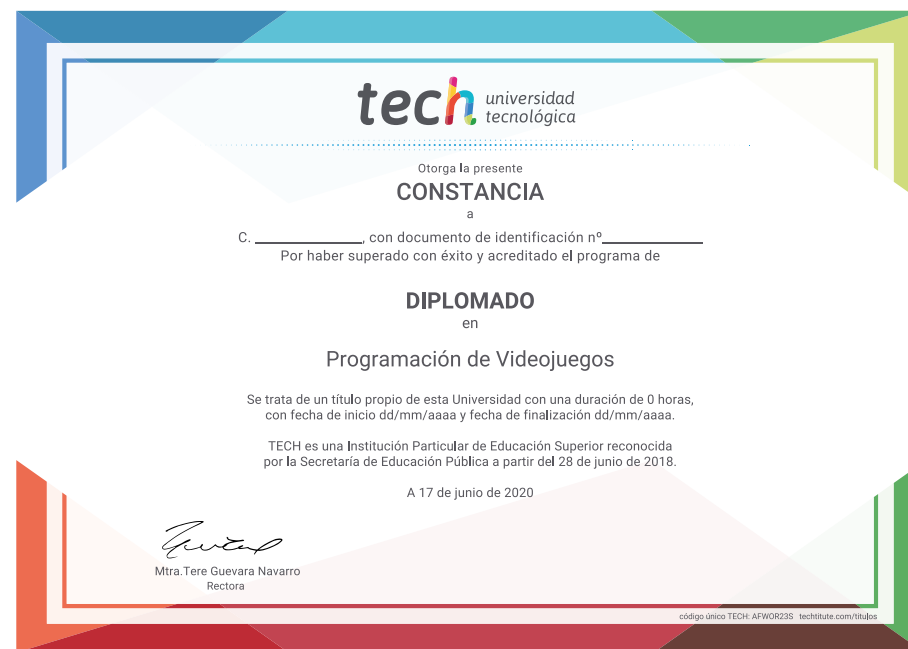 tech universidad
tecnológica
Otorga la presente
CONSTANCIA
a
C. ______________, con documento de identificación nº_____________
Por haber superado con éxito y acreditado el programa de
DIPLOMADO
en
Programación de Videojuegos
Se trata de un título propio de esta Universidad con una duración de 0 horas,
con fecha de inicio dd/mm/aaaa y fecha de finalización dd/mm/aaaa.
TECH es una Institución Particular de Educación Superior reconocida
por la Secretaría de Educación Pública a partir del 28 de junio de 2018.
A 17 de junio de 2020
Mtra.Tere Guevara Navarro
Rectora
código único TECH: AFWOR23S techtitute.com/titulos